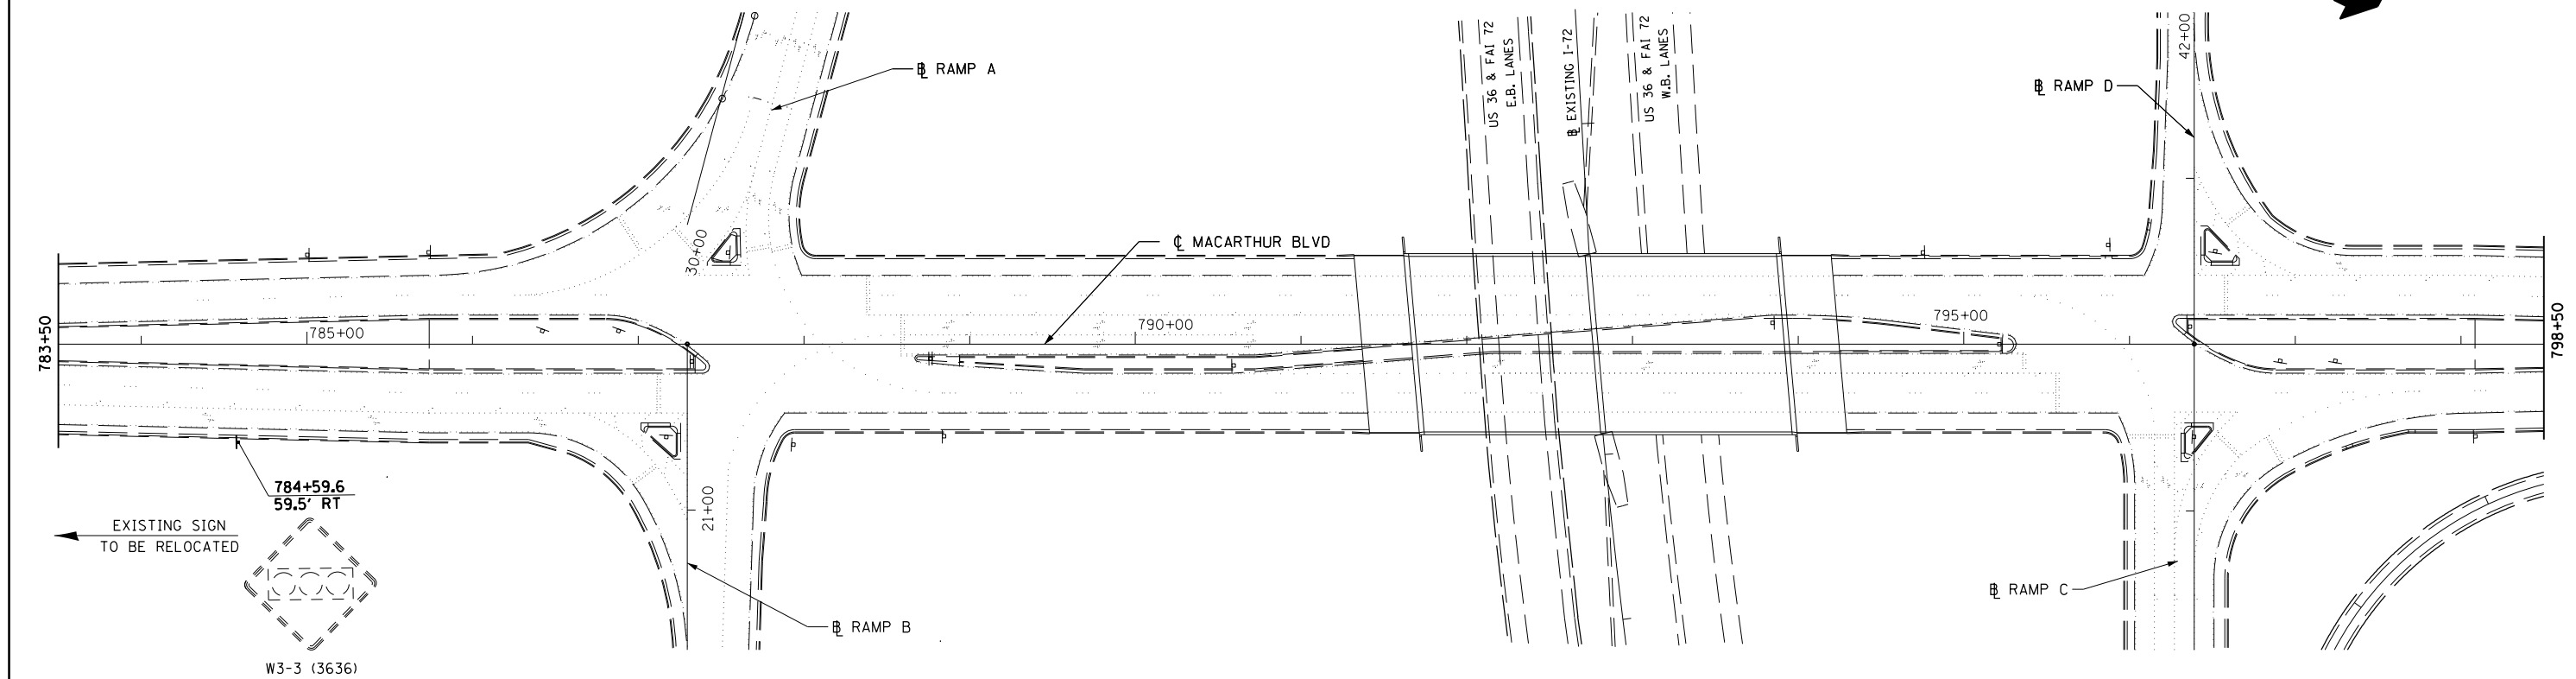 ℄ RAMP A
US 36 & FAI 72
E.B. LANES
℄ EXISTING I-72
US 36 & FAI 72
W.B. LANES
42+00
℄ RAMP D
30+00
℄ MACARTHUR BLVD
783+50
785+00
790+00
795+00
798+50
784+59.6
59.5' RT
21+00
EXISTING SIGN
TO BE RELOCATED
℄ RAMP C
℄ RAMP B
W3-3 (3636)